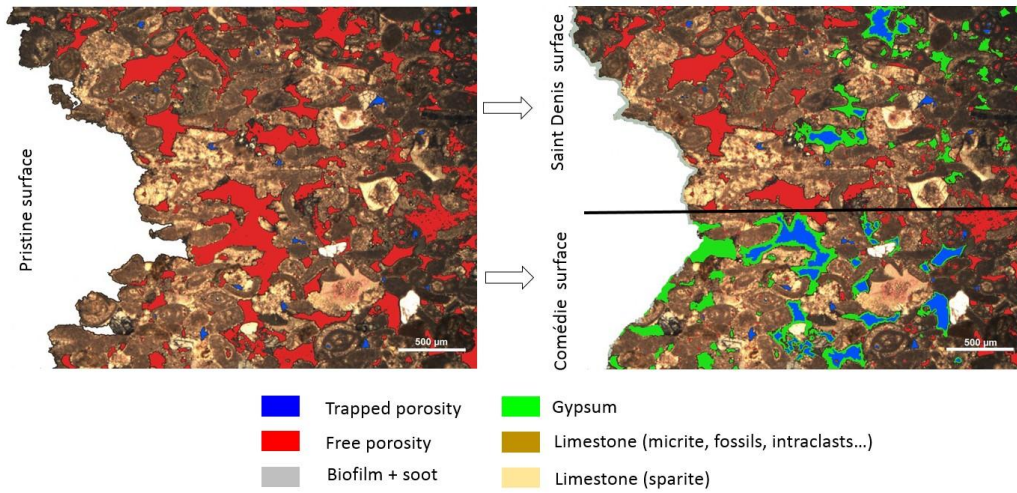 Pristine surface
500 µm
Saint Denis surface
Comédie surface
500 µm
Trapped porosity
Free porosity
Biofilm + soot
Gypsum
Limestone (micrite, fossils, intraclasts…)
Limestone (sparite)